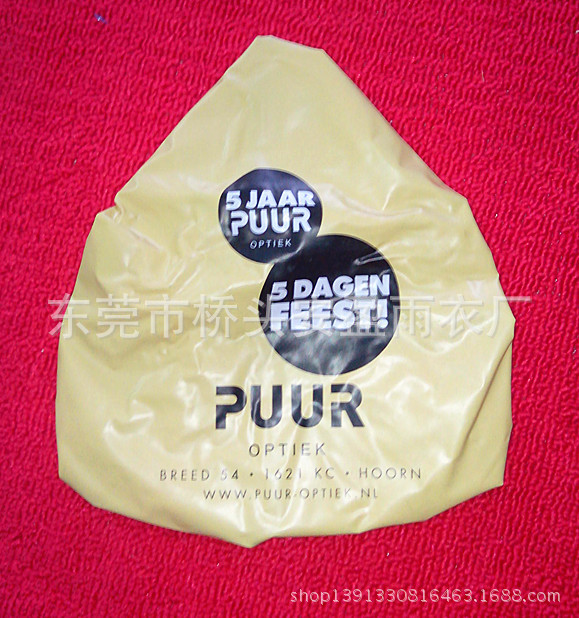 5 JAAR
PUUR
OPTIEK
5 DAGEN
FEEST!
东莞市桥头 雨衣厂
PUUR
OPTIEK
BREED 54 • 1621 KC • HOORN
WWW.PUUR-OPTIEK.NL
shop1391330816463.1688.com